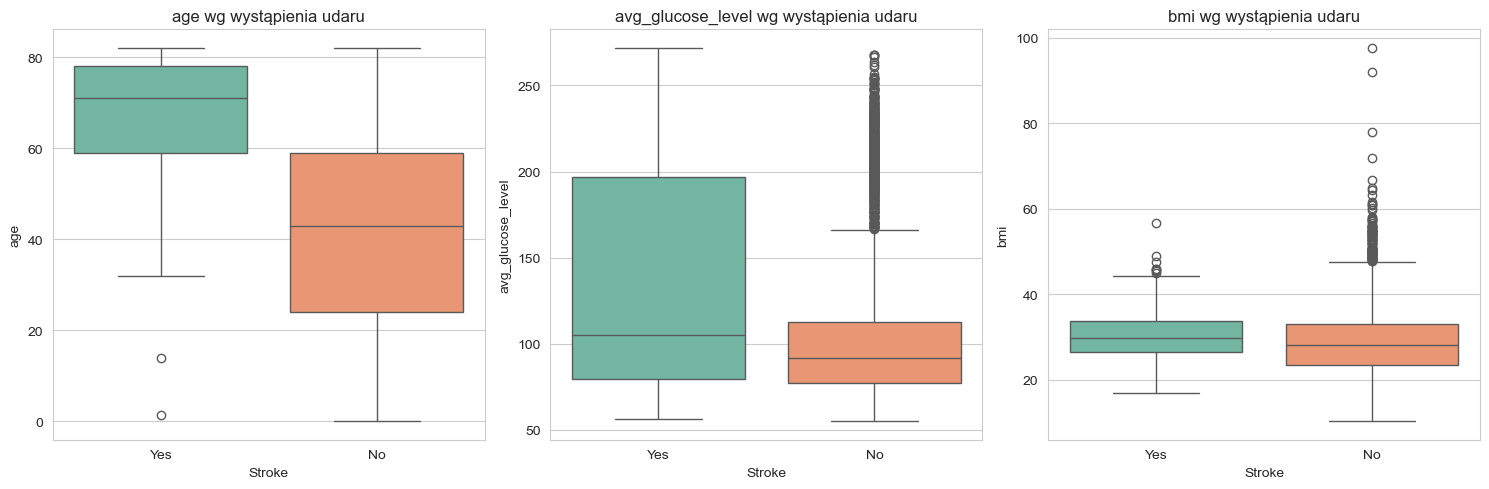 age wg wystąpienia udaru
80
60
40
20
0
age
Yes
No
Stroke
avg_glucose_level wg wystąpienia udaru
250
200
150
100
50
avg_glucose_level
Yes
No
Stroke
bmi wg wystąpienia udaru
100
80
60
40
20
bmi
Yes
No
Stroke